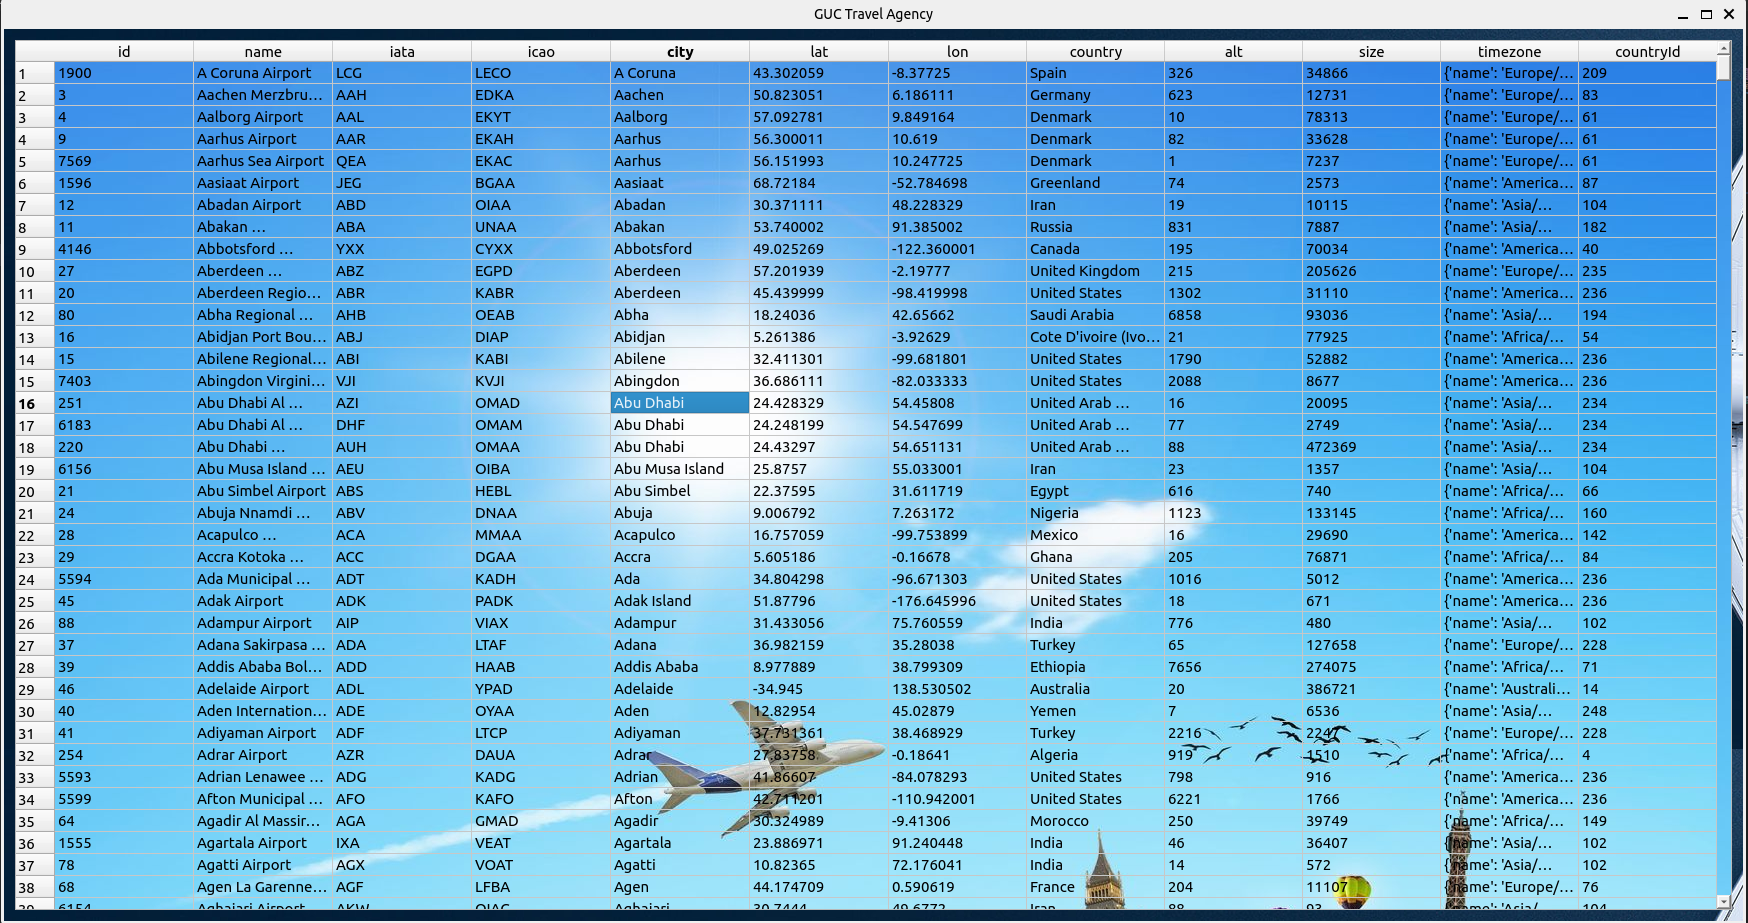 GUC Travel Agency
id name iata icao city lat lon country alt size timezone countryId
1 1900 A Coruna Airport LCG LECO A Coruna 43.302059 -8.37725 Spain 326 34866 {'name': 'Europe/... 209
2 3 Aachen Merzbru... AAH EDKA Aachen 50.823051 6.186111 Germany 623 12731 {'name': 'Europe/... 83
3 4 Aalborg Airport AAL EKYT Aalborg 57.092781 9.849164 Denmark 10 78313 {'name': 'Europe/... 61
4 9 Aarhus Airport AAR EKAH Aarhus 56.300011 10.619 Denmark 82 33628 {'name': 'Europe/... 61
5 7569 Aarhus Sea Airport QEA EKAC Aarhus 56.151993 10.247725 Denmark 1 7237 {'name': 'Europe/... 61
6 1596 Aasiaat Airport JEG BGAA Aasiaat 68.72184 -52.784698 Greenland 74 2573 {'name': 'America... 87
7 12 Abadan Airport ABD OIAA Abadan 30.371111 48.228329 Iran 19 10115 {'name': 'Asia/... 104
8 11 Abakan ... ABA UNAA Abakan 53.740002 91.385002 Russia 831 7887 {'name': 'Asia/... 182
9 4146 Abbotsford ... YXX CYXX Abbotsford 49.025269 -122.360001 Canada 195 70034 {'name': 'America... 40
10 27 Aberdeen ... ABZ EGPD Aberdeen 57.201939 -2.19777 United Kingdom 215 205626 {'name': 'Europe/... 235
11 20 Aberdeen Regio... ABR KABR Aberdeen 45.439999 -98.419998 United States 1302 31110 {'name': 'America... 236
12 80 Abha Regional ... AHB OEAB Abha 18.24036 42.65662 Saudi Arabia 6858 93036 {'name': 'Asia/... 194
13 16 Abidjan Port Bou... ABJ DIAP Abidjan 5.261386 -3.92629 Cote D'ivoire (Ivo... 21 77925 {'name': 'Africa/... 54
14 15 Abilene Regional... ABI KABI Abilene 32.411301 -99.681801 United States 1790 52882 {'name': 'America... 236
15 7403 Abingdon Virgini... VJI KVJI Abingdon 36.686111 -82.033333 United States 2088 8677 {'name': 'America... 236
16 251 Abu Dhabi Al ... AZI OMAD Abu Dhabi 24.428329 54.45808 United Arab ... 16 20095 {'name': 'Asia/... 234
17 6183 Abu Dhabi Al ... DHF OMAM Abu Dhabi 24.248199 54.547699 United Arab ... 77 2749 {'name': 'Asia/... 234
18 220 Abu Dhabi ... AUH OMAA Abu Dhabi 24.43297 54.651131 United Arab ... 88 472369 {'name': 'Asia/... 234
19 6156 Abu Musa Island ... AEU OIBA Abu Musa Island 25.8757 55.033001 Iran 23 1357 {'name': 'Asia/... 104
20 21 Abu Simbel Airport ABS HEBL Abu Simbel 22.37595 31.611719 Egypt 616 740 {'name': 'Africa/... 66
21 24 Abuja Nnamdi ... ABV DNAA Abuja 9.006792 7.263172 Nigeria 1123 133145 {'name': 'Africa/... 160
22 28 Acapulco ... ACA MMAA Acapulco 16.757059 -99.753899 Mexico 16 29690 {'name': 'America... 142
23 29 Accra Kotoka ... ACC DGAA Accra 5.605186 -0.16678 Ghana 205 76871 {'name': 'Africa/... 84
24 5594 Ada Municipal ... ADT KADH Ada 34.804298 -96.671303 United States 1016 5012 {'name': 'America... 236
25 45 Adak Airport ADK PADK Adak Island 51.87796 -176.645996 United States 18 671 {'name': 'America... 236
26 88 Adampur Airport AIP VIAX Adampur 31.433056 75.760559 India 776 480 {'name': 'Asia/... 102
27 37 Adana Sakirpasa ... ADA LTAF Adana 36.982159 35.28038 Turkey 65 127658 {'name': 'Europe/... 228
28 39 Addis Ababa Bol... ADD HAAB Addis Ababa 8.977889 38.799309 Ethiopia 7656 274075 {'name': 'Africa/... 71
29 46 Adelaide Airport ADL YPAD Adelaide -34.945 138.530502 Australia 20 386721 {'name': 'Australi... 14
30 40 Aden Internation... ADE OYAA Aden 12.82954 45.02879 Yemen 7 6536 {'name': 'Asia/... 248
31 41 Adiyaman Airport ADF LTCP Adiyaman 37.731361 38.468929 Turkey 2216 {'name': 'Europe/... 228
32 254 Adrar Airport AZR DAUA Adrar 27.83758 -0.18641 Algeria 919 1510 {'name': 'Africa/... 4
33 5593 Adrian Lenawee ... ADG KADG Adrian 41.86607 -84.078293 United States 798 916 {'name': 'America... 236
34 5599 Afton Municipal ... AFO KAFO Afton 42.711201 -110.942001 United States 6221 1766 {'name': 'America... 236
35 64 Agadir Al Massir... AGA GMAD Agadir 30.324989 -9.41306 Morocco 250 39749 {'name': 'Africa/... 149
36 1555 Agartala Airport IXA VEAT Agartala 23.886971 91.240448 India 46 36407 {'name': 'Asia/... 102
37 78 Agatti Airport AGX VOAT Agatti 10.82365 72.176041 India 14 572 {'name': 'Asia/... 102
38 68 Agen La Garenne... AGF LFBA Agen 44.174709 0.590619 France 204 11107 {'name': 'Europe/... 76